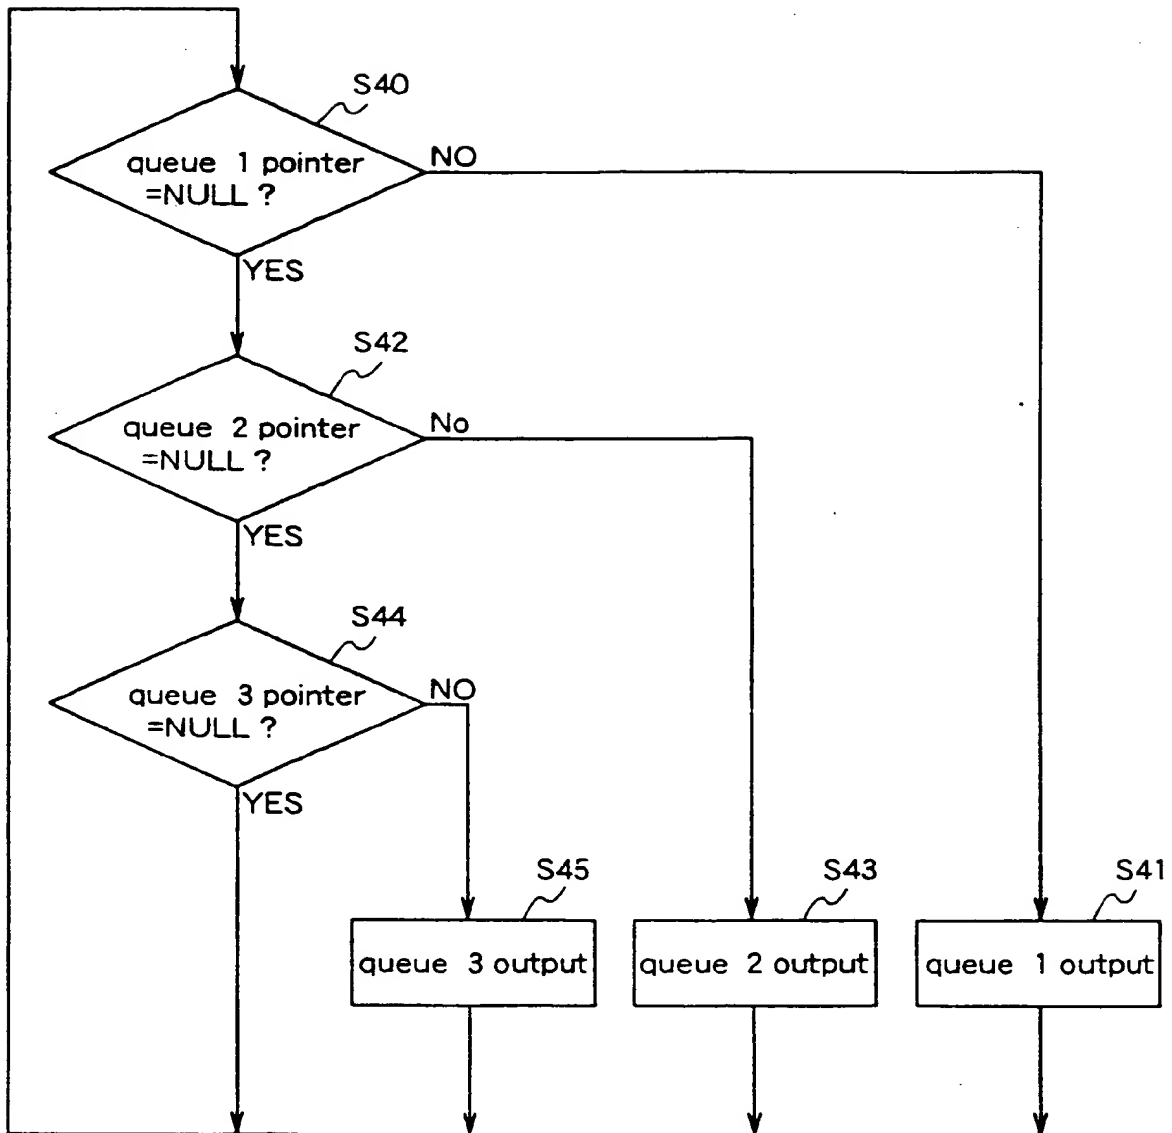 S40
queue 1 pointer
=NULL ?
NO
YES
S42
queue 2 pointer
=NULL ?
No
YES
S44
queue 3 pointer
=NULL ?
NO
YES
S45
S43
S41
queue 3 output
queue 2 output
queue 1 output